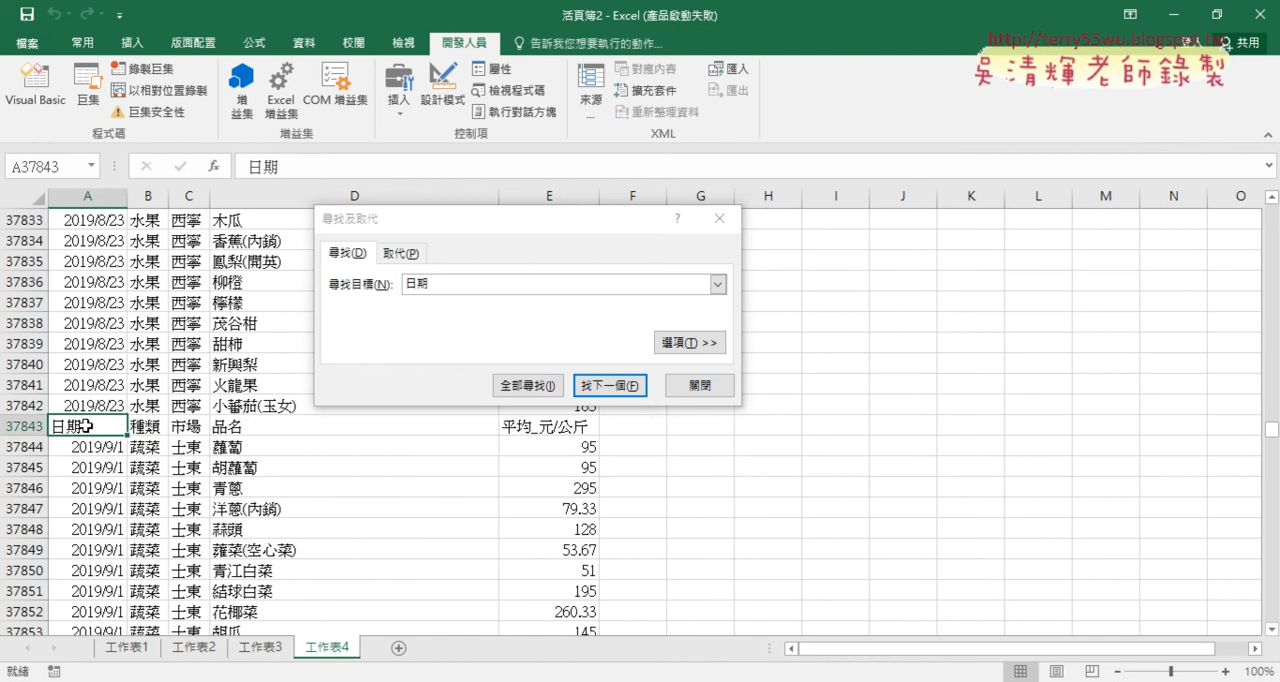 活頁簿2 - Excel (產品啟動失敗)
http://terry55wu.blogspot.tw
吳清輝老師錄製
檔案 常用 插入 版面配置 公式 資料 校閱 檢視 開發人員 告訴我您想要執行的動作... 登入 共用
Visual Basic 巨集 錄製巨集 以相對位置錄製 巨集安全性
增益集 Excel 增益集 COM 增益集
插入 設計模式 屬性 檢視程式碼 執行對話方塊
來源... 對應內容 擴充套件 重新整理資料 匯入 匯出
程式碼 增益集 控制項 XML
A37843 fx 日期
A B C D E F G H I J K L M N O
37833 2019/8/23 水果 西寧 木瓜
37834 2019/8/23 水果 西寧 香蕉(內銷)
37835 2019/8/23 水果 西寧 鳳梨(開英)
37836 2019/8/23 水果 西寧 柳橙
37837 2019/8/23 水果 西寧 檸檬
37838 2019/8/23 水果 西寧 茂谷柑
37839 2019/8/23 水果 西寧 甜柿
37840 2019/8/23 水果 西寧 新興梨
37841 2019/8/23 水果 西寧 火龍果
37842 2019/8/23 水果 西寧 小番茄(玉女) 185
37843 日期 種類 市場 品名 平均_元/公斤
37844 2019/9/1 蔬菜 士東 蘿蔔 95
37845 2019/9/1 蔬菜 士東 胡蘿蔔 95
37846 2019/9/1 蔬菜 士東 青蔥 295
37847 2019/9/1 蔬菜 士東 洋蔥(內銷) 79.33
37848 2019/9/1 蔬菜 士東 蒜頭 128
37849 2019/9/1 蔬菜 士東 蕹菜(空心菜) 53.67
37850 2019/9/1 蔬菜 士東 青江白菜 51
37851 2019/9/1 蔬菜 士東 結球白菜 195
37852 2019/9/1 蔬菜 士東 花椰菜 260.33
37853 2019/9/1 蔬菜 士東 胡瓜 145
尋找及取代 ?
尋找(D) 取代(P)
尋找目標(N): 日期
選項(T) >>
全部尋找(I) 找下一個(F) 關閉
工作表1 工作表2 工作表3 工作表4
就緒 100%